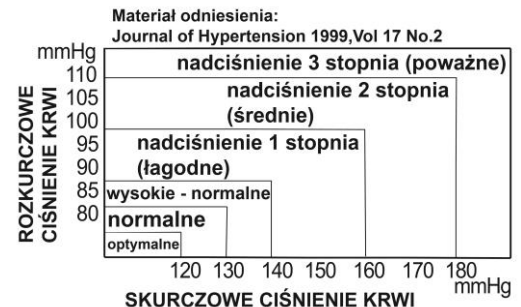 Materiał odniesienia:
Journal of Hypertension 1999,Vol 17 No.2
mmHg
nadciśnienie 3 stopnia (poważne)
110
nadciśnienie 2 stopnia
105
(średnie)
100
95
nadciśnienie 1 stopnia
90
(łagodne)
85
wysokie - normalne
80
normalne
optymalne
ROZKURCZOWE
CIŚNIENIE KRWI
120 130 140 150 160 170 180
mmHg
SKURCZOWE CIŚNIENIE KRWI